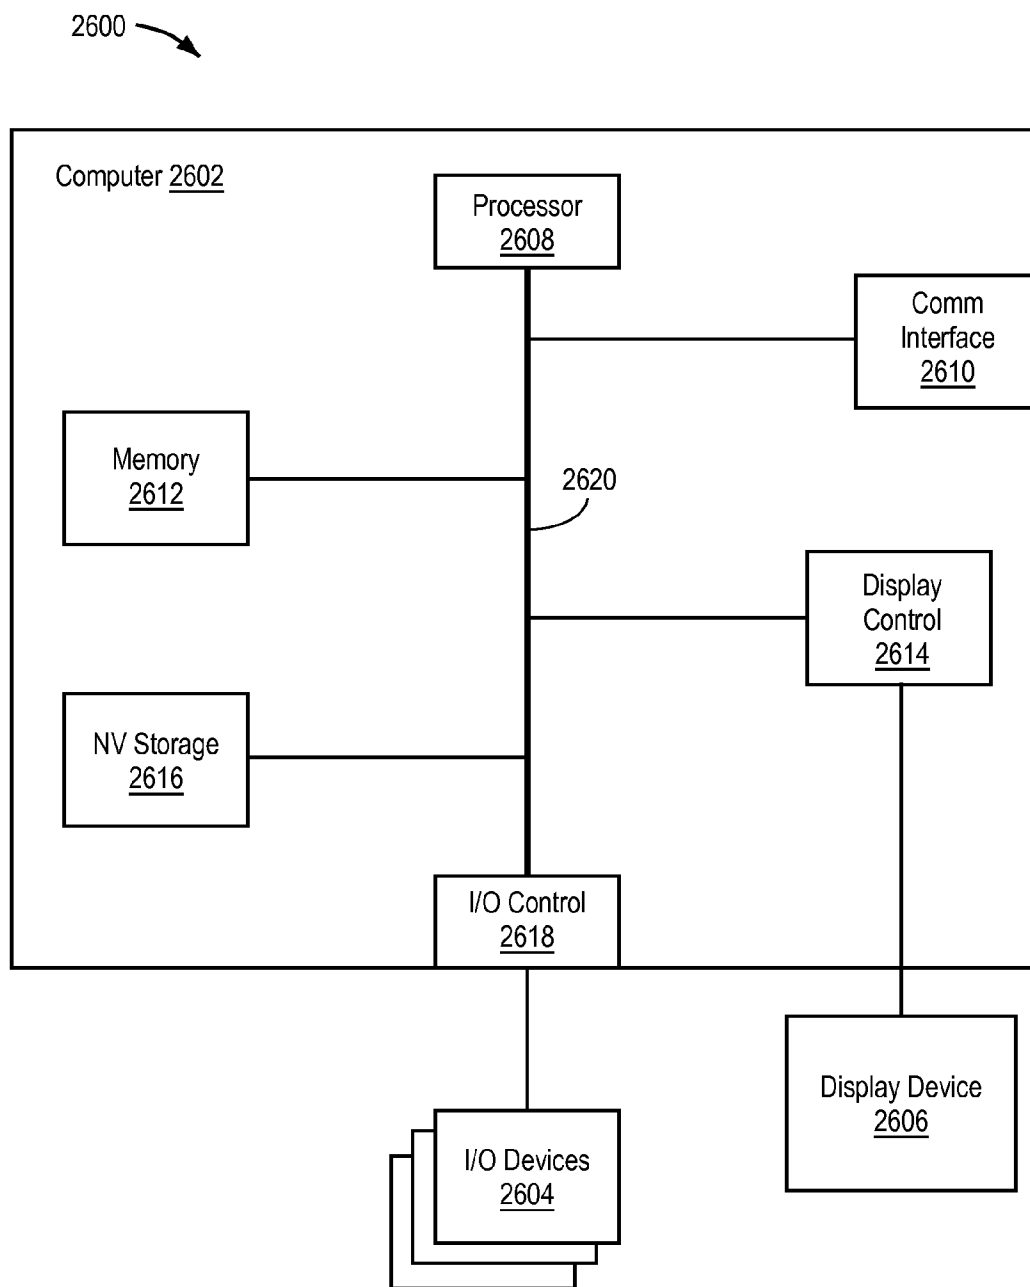 2600
Computer 2602
Processor
2608
Comm
Interface
2610
Memory
2612
2620
Display
Control
2614
NV Storage
2616
I/O Control
2618
Display Device
2606
I/O Devices
2604